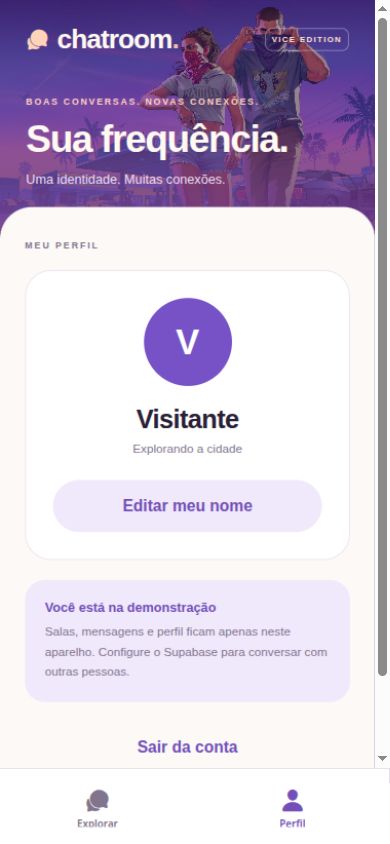 chatroom.
VICE EDITION
BOAS CONVERSAS. NOVAS CONEXÕES.
Sua frequência.
Uma identidade. Muitas conexões.
MEU PERFIL
V
Visitante
Explorando a cidade
Editar meu nome
Você está na demonstração
Salas, mensagens e perfil ficam apenas neste
aparelho. Configure o Supabase para conversar com
outras pessoas.
Sair da conta
Explorar
Perfil